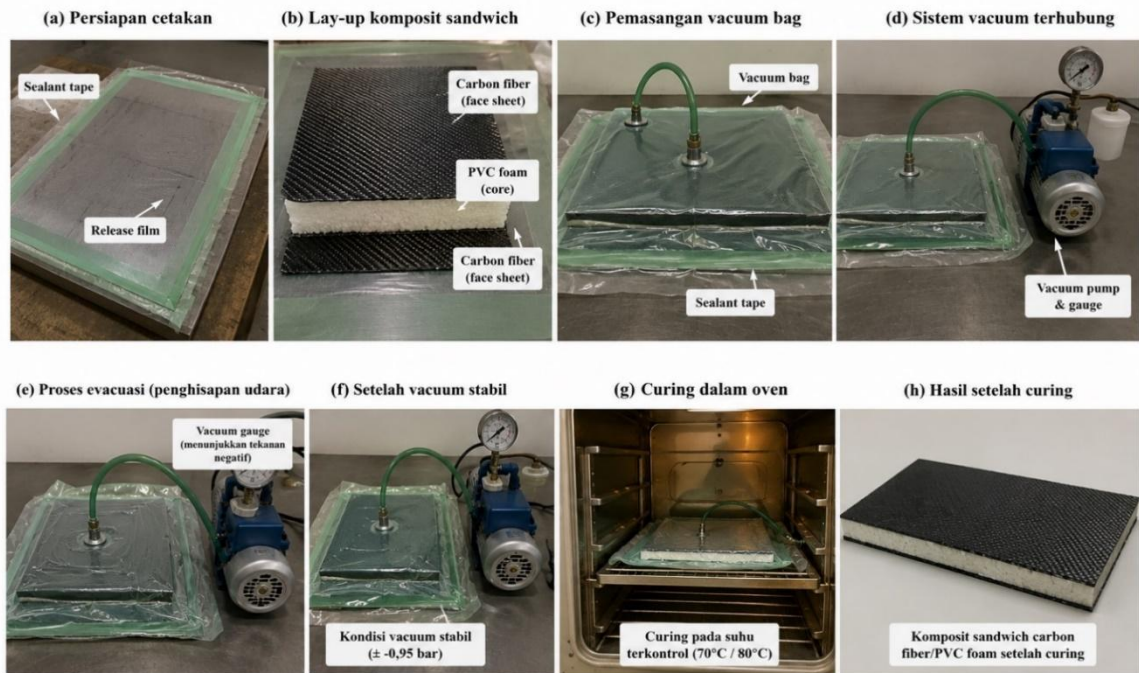 (a) Persiapan cetakan
Sealant tape
Release film
(b) Lay-up komposit sandwich
Carbon fiber
(face sheet)
PVC foam
(core)
Carbon fiber
(face sheet)
(c) Pemasangan vacuum bag
Vacuum bag
Sealant tape
(d) Sistem vacuum terhubung
Vacuum pump
& gauge
(e) Proses evacuasi (penghisapan udara)
Vacuum gauge
(menunjukkan tekanan
negatif)
(f) Setelah vacuum stabil
Kondisi vacuum stabil
(± -0,95 bar)
(g) Curing dalam oven
Curing pada suhu
terkontrol (70°C / 80°C)
(h) Hasil setelah curing
Komposit sandwich carbon
fiber/PVC foam setelah curing